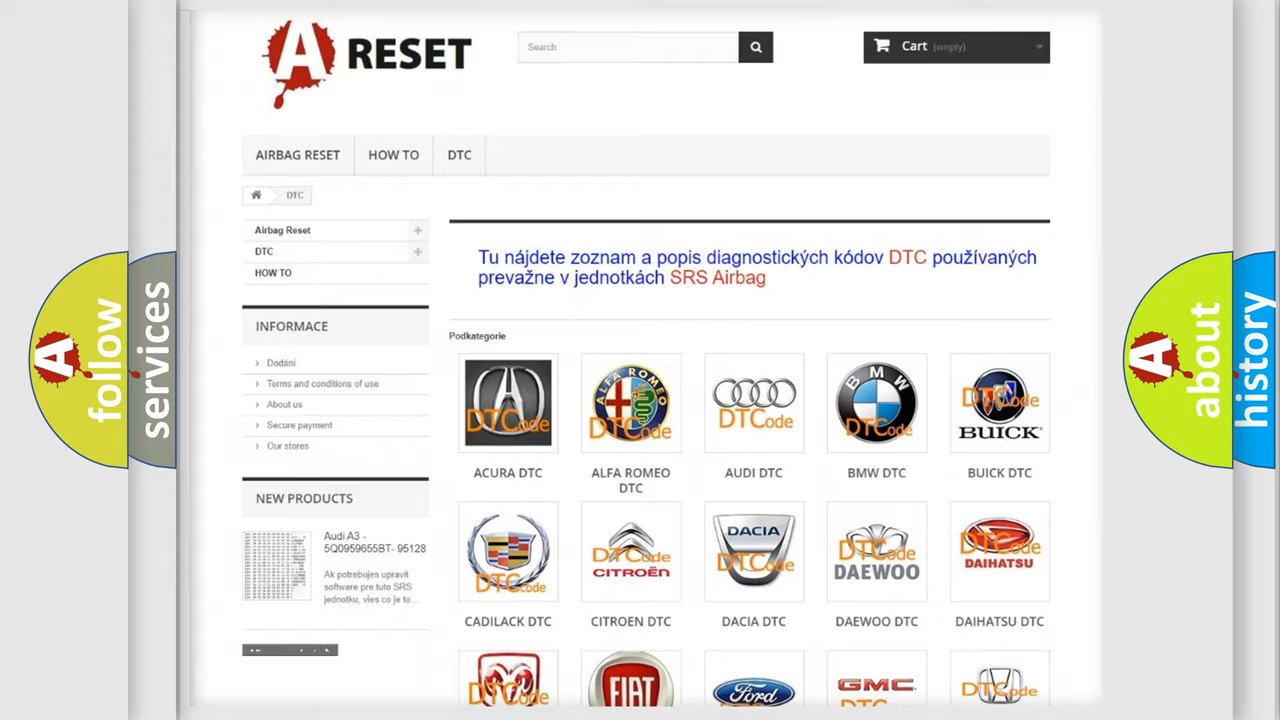 A RESET
Search
Cart (empty)
AIRBAG RESET
HOW TO
DTC
DTC
Airbag Reset
DTC
HOW TO
Tu nájdete zoznam a popis diagnostických kódov DTC používaných
prevažne v jednotkách SRS Airbag
INFORMACE
Dodání
Terms and conditions of use
About us
Secure payment
Our stores
NEW PRODUCTS
Audi A3 -
5Q0959655BT- 95128
Ak potrebujes upravit
software pre tuto SRS
jednotku, vies co je to...
Podkategorie
DTCode
ACURA DTC
ALFA ROMEO
DTCode
ALFA ROMEO
DTC
DTCode
AUDI DTC
BMW
DTCode
BMW DTC
DTCode
BUICK
BUICK DTC
DTCode
CADILACK DTC
DTCode
CITROËN
CITROEN DTC
DACIA
DTCode
DACIA DTC
DTCode
DAEWOO
DAEWOO DTC
DTCode
DAIHATSU
DAIHATSU DTC
DTCode
FIAT
Ford
GMC
DTCode
A follow
services
A about
history